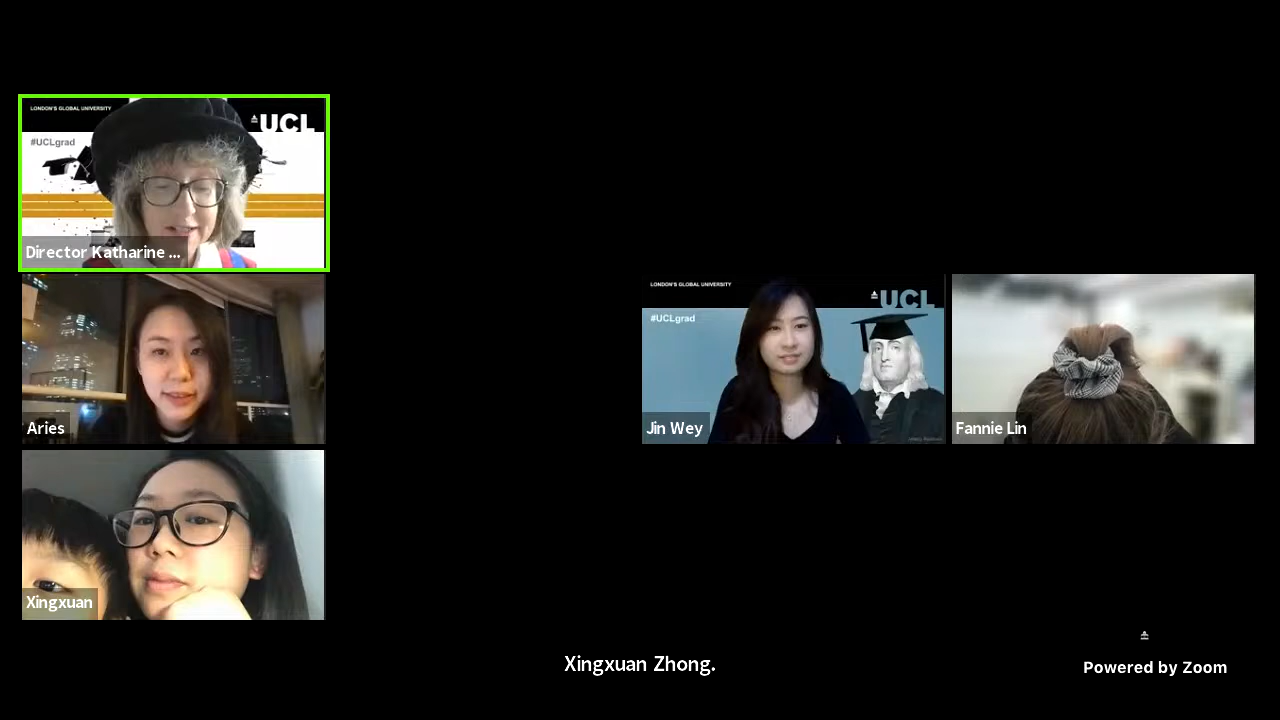 LONDON'S GLOBAL UNIVERSITY
UCL
#UCLgrad
Director Katharine ...
Aries
LONDON'S GLOBAL UNIVERSITY
UCL
#UCLgrad
Jin Wey
Fannie Lin
Xingxuan
Xingxuan Zhong.
Powered by Zoom